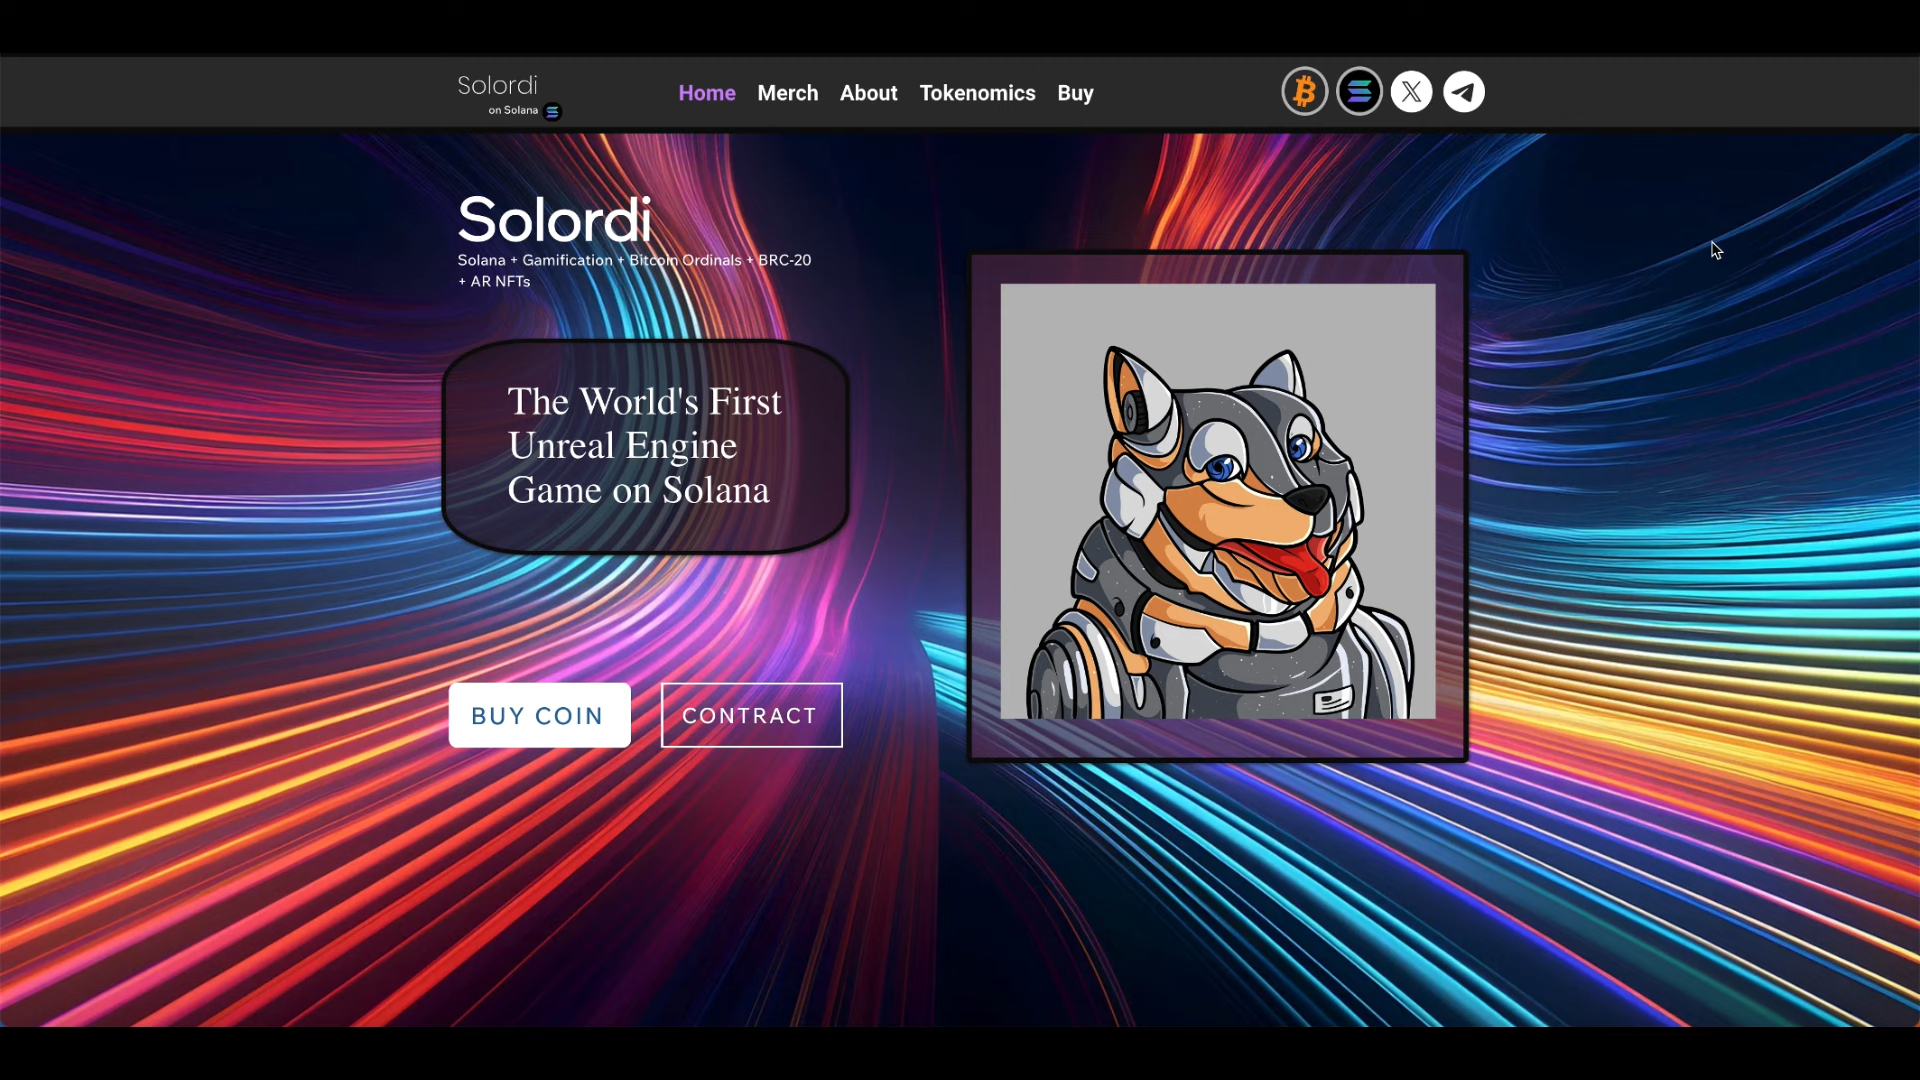 Solordi
on Solana
Home Merch About Tokenomics Buy
Solordi
Solana + Gamification + Bitcoin Ordinals + BRC-20
+ AR NFTs
The World's First
Unreal Engine
Game on Solana
BUY COIN
CONTRACT